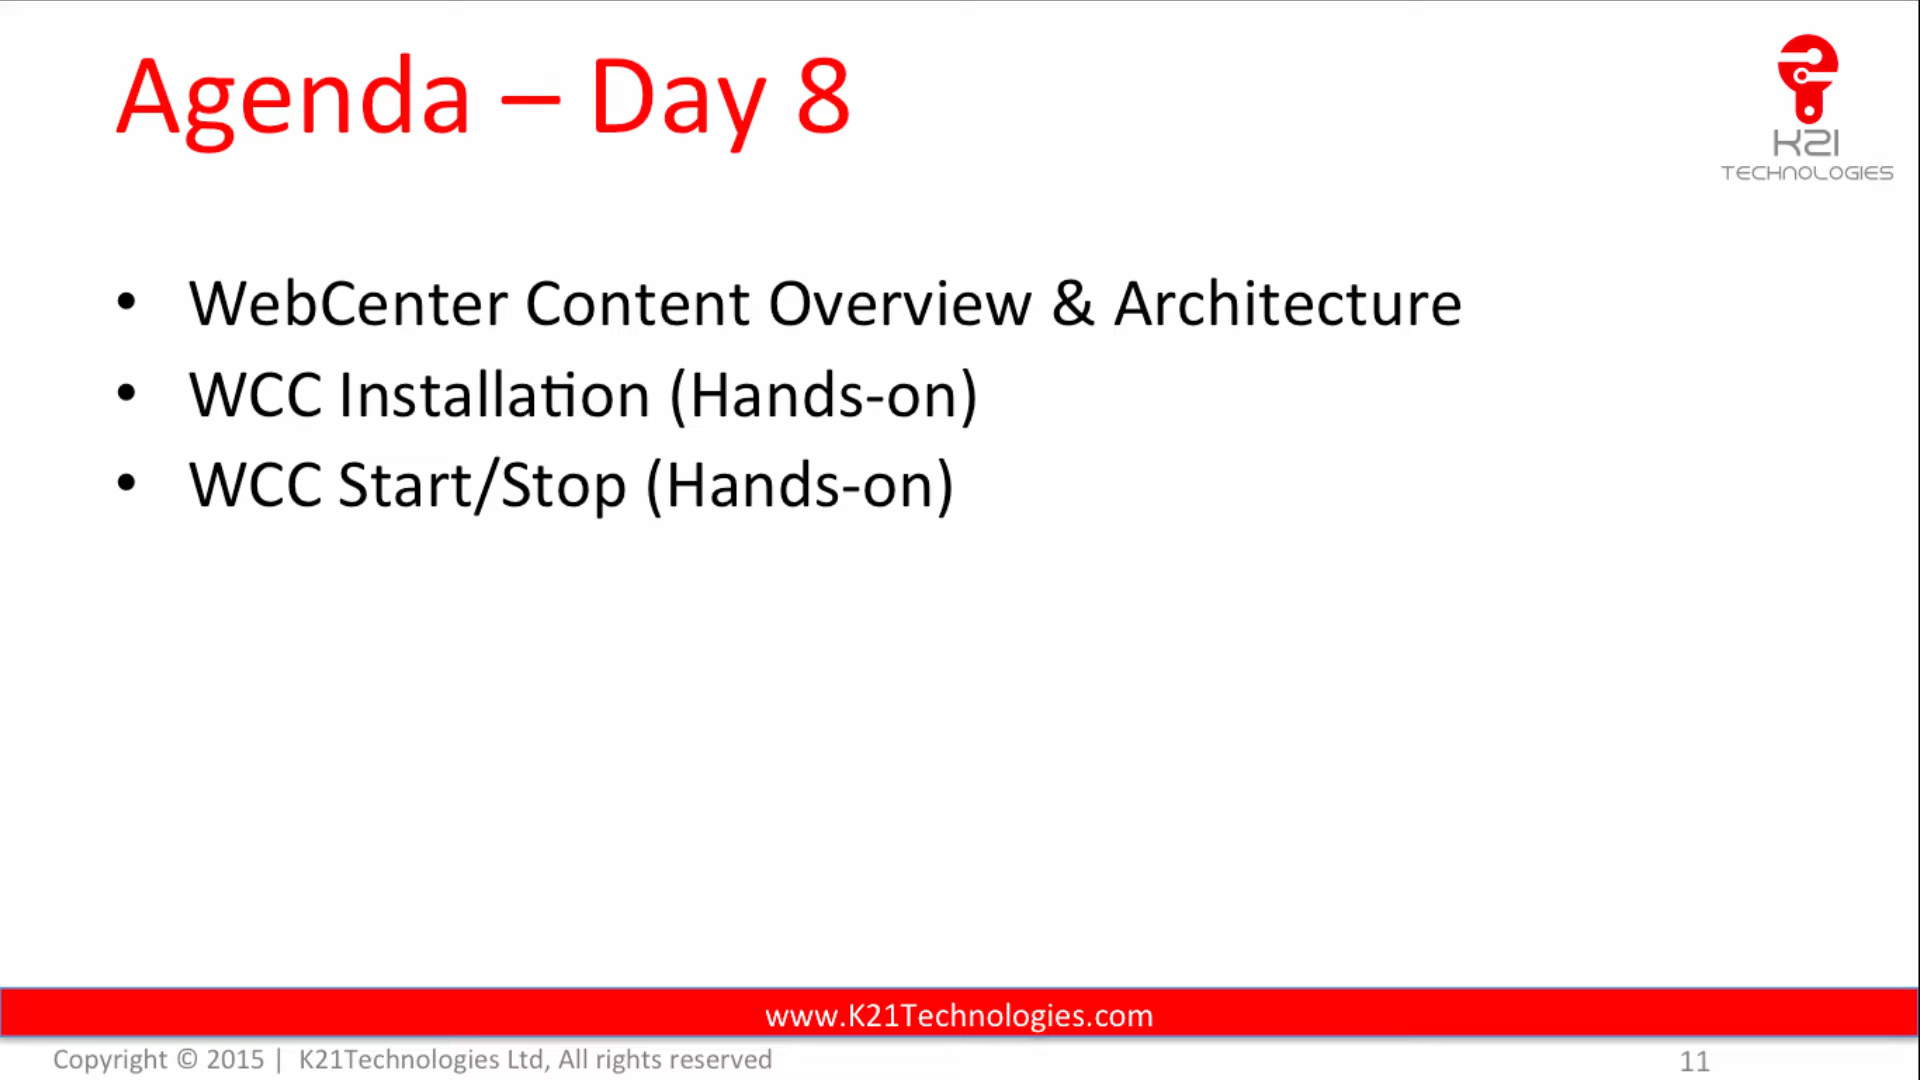 Agenda – Day 8
K21
TECHNOLOGIES
• WebCenter Content Overview & Architecture
• WCC Installation (Hands-on)
• WCC Start/Stop (Hands-on)
www.K21Technologies.com
Copyright © 2015 | K21Technologies Ltd, All rights reserved
11